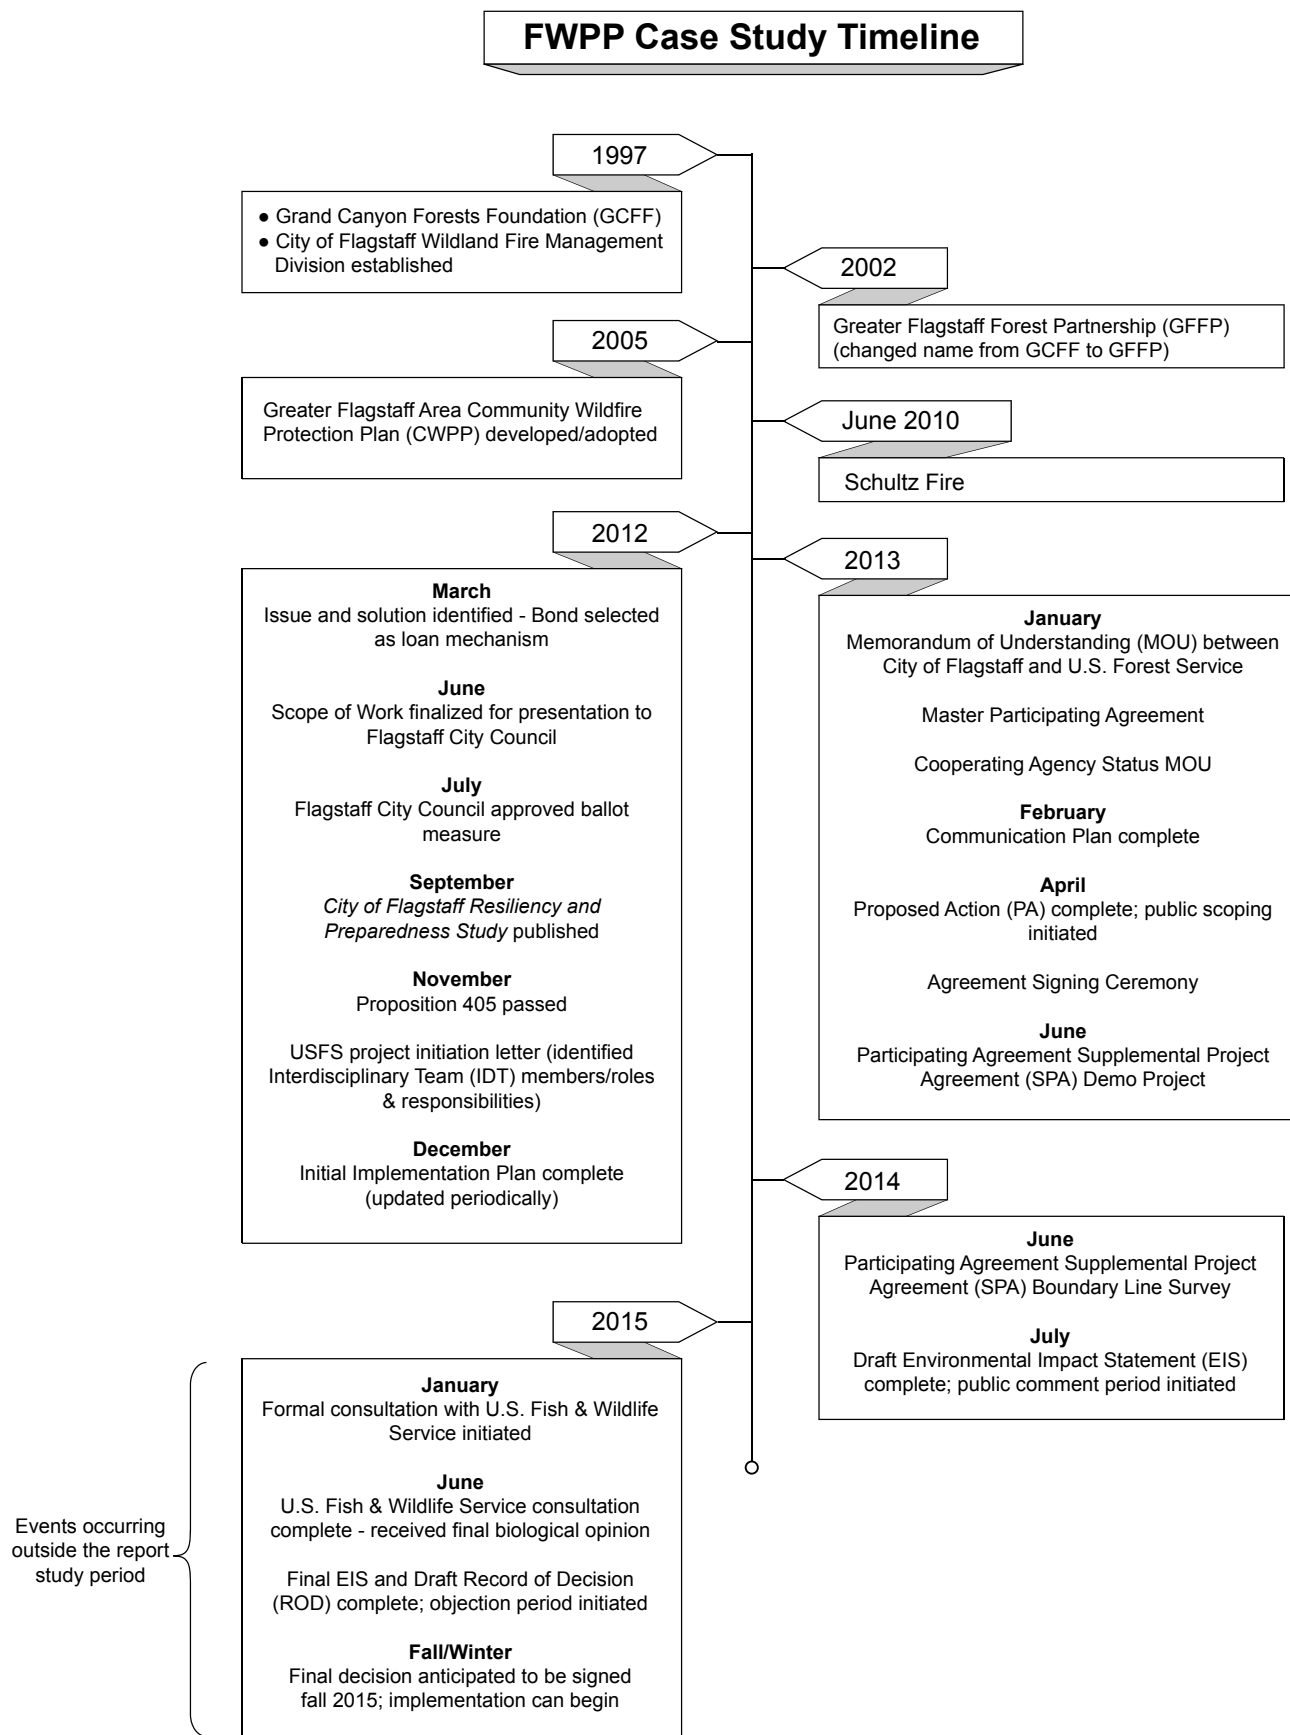 FWPP Case Study Timeline
1997
● Grand Canyon Forests Foundation (GCFF)
● City of Flagstaff Wildland Fire Management
Division established
2002
Greater Flagstaff Forest Partnership (GFFP)
(changed name from GCFF to GFFP)
2005
Greater Flagstaff Area Community Wildfire
Protection Plan (CWPP) developed/adopted
June 2010
Schultz Fire
2012
March
Issue and solution identified - Bond selected
as loan mechanism
June
Scope of Work finalized for presentation to
Flagstaff City Council
July
Flagstaff City Council approved ballot
measure
September
City of Flagstaff Resiliency and
Preparedness Study published
November
Proposition 405 passed
USFS project initiation letter (identified
Interdisciplinary Team (IDT) members/roles
& responsibilities)
December
Initial Implementation Plan complete
(updated periodically)
2013
January
Memorandum of Understanding (MOU) between
City of Flagstaff and U.S. Forest Service
Master Participating Agreement
Cooperating Agency Status MOU
February
Communication Plan complete
April
Proposed Action (PA) complete; public scoping
initiated
Agreement Signing Ceremony
June
Participating Agreement Supplemental Project
Agreement (SPA) Demo Project
2014
June
Participating Agreement Supplemental Project
Agreement (SPA) Boundary Line Survey
July
Draft Environmental Impact Statement (EIS)
complete; public comment period initiated
2015
January
Formal consultation with U.S. Fish & Wildlife
Service initiated
June
U.S. Fish & Wildlife Service consultation
complete - received final biological opinion
Final EIS and Draft Record of Decision
(ROD) complete; objection period initiated
Fall/Winter
Final decision anticipated to be signed
fall 2015; implementation can begin
Events occurring
outside the report
study period